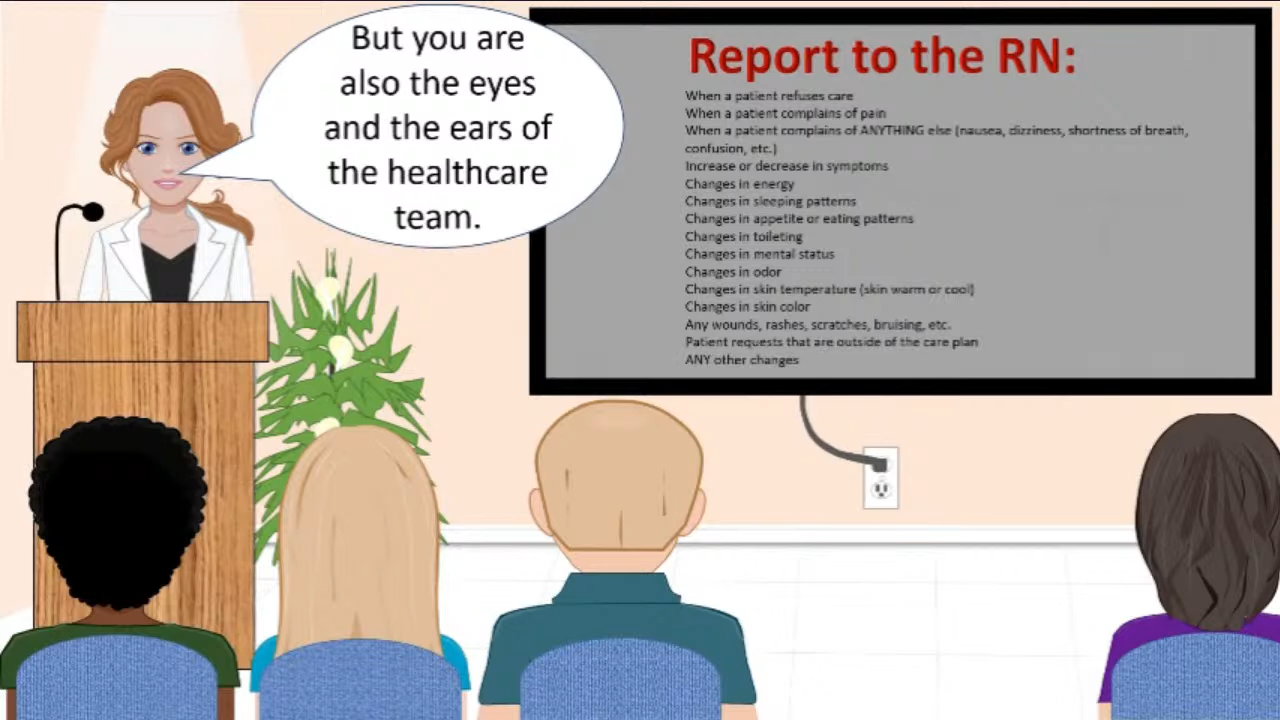 But you are
also the eyes
and the ears of
the healthcare
team.
Report to the RN:
When a patient refuses care
When a patient complains of pain
When a patient complains of ANYTHING else (nausea, dizziness, shortness of breath,
confusion, etc.)
Increase or decrease in symptoms
Changes in energy
Changes in sleeping patterns
Changes in appetite or eating patterns
Changes in toileting
Changes in mental status
Changes in odor
Changes in skin temperature (skin warm or cool)
Changes in skin color
Any wounds, rashes, scratches, bruising, etc.
Patient requests that are outside of the care plan
ANY other changes